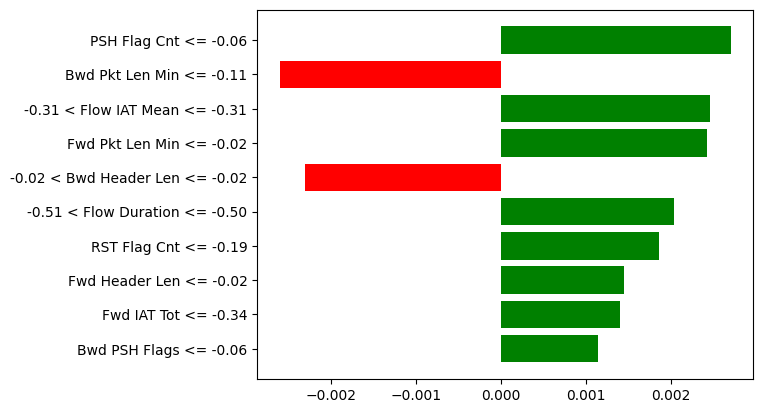 PSH Flag Cnt <= -0.06
Bwd Pkt Len Min <= -0.11
-0.31 < Flow IAT Mean <= -0.31
Fwd Pkt Len Min <= -0.02
-0.02 < Bwd Header Len <= -0.02
-0.51 < Flow Duration <= -0.50
RST Flag Cnt <= -0.19
Fwd Header Len <= -0.02
Fwd IAT Tot <= -0.34
Bwd PSH Flags <= -0.06
−0.002 −0.001 0.000 0.001 0.002